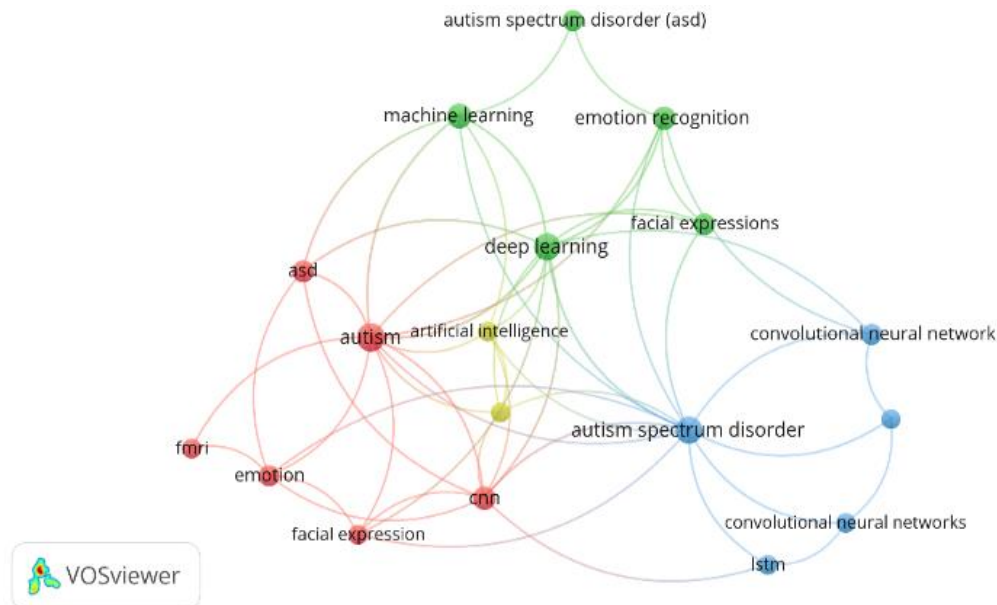 autism spectrum disorder (asd)
machine learning
emotion recognition
facial expressions
deep learning
asd
autism
artificial intelligence
convolutional neural network
autism spectrum disorder
fmri
emotion
cnn
facial expression
convolutional neural networks
lstm
VOSviewer